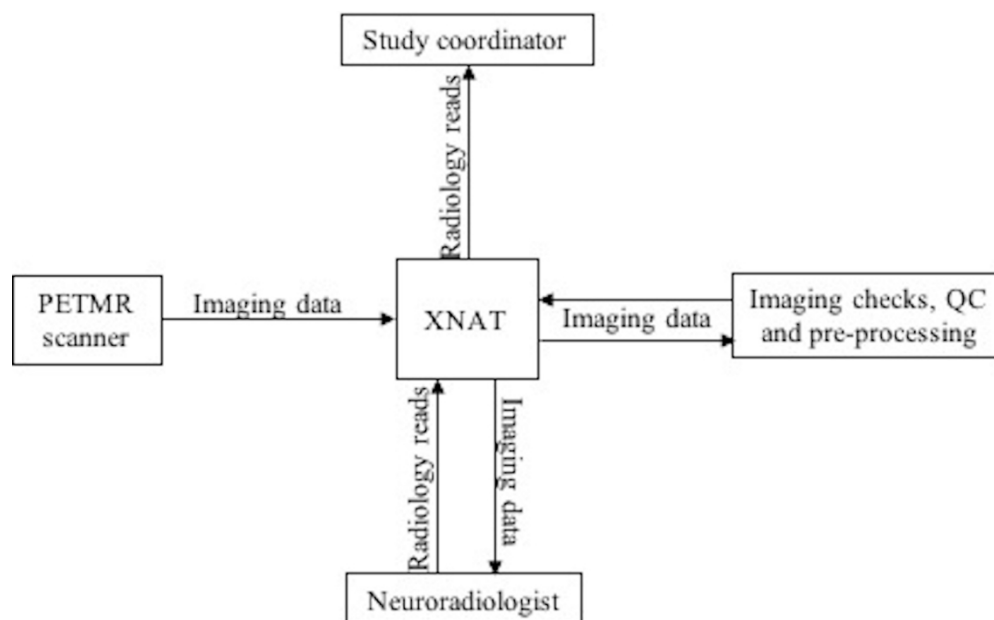 Study coordinator
Radiology reads
PETMR
scanner
Imaging data
XNAT
Imaging data
Imaging checks, QC
and pre-processing
Radiology reads
Imaging data
Neuroradiologist